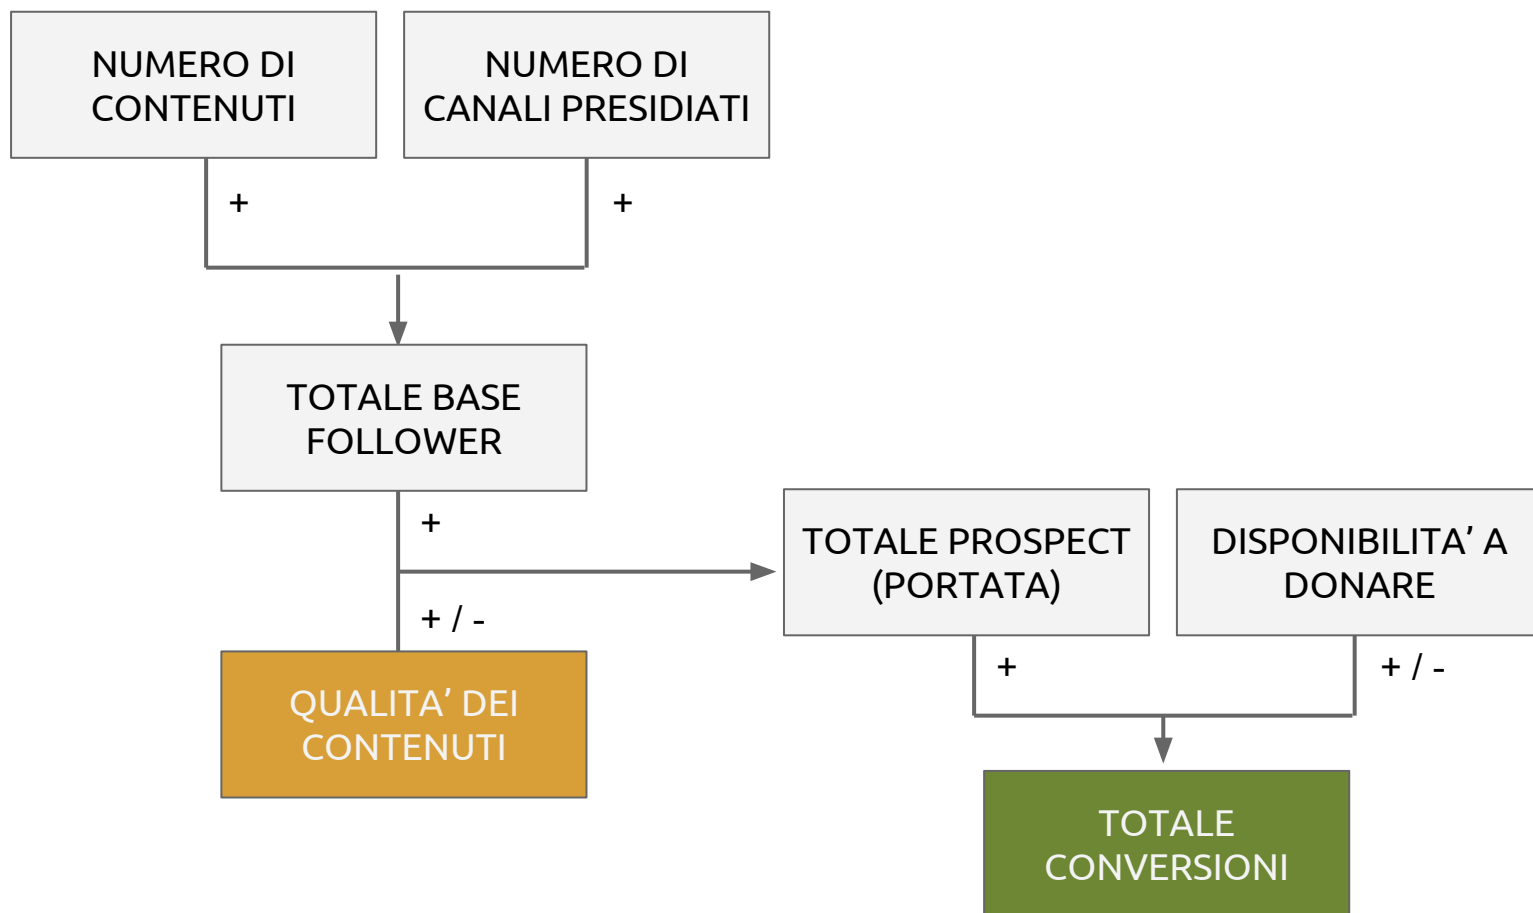 NUMERO DI
CONTENUTI
NUMERO DI
CANALI PRESIDIATI
+
+
TOTALE BASE
FOLLOWER
+
+ / -
QUALITA’ DEI
CONTENUTI
TOTALE PROSPECT
(PORTATA)
DISPONIBILITA’ A
DONARE
+
+ / -
TOTALE
CONVERSIONI